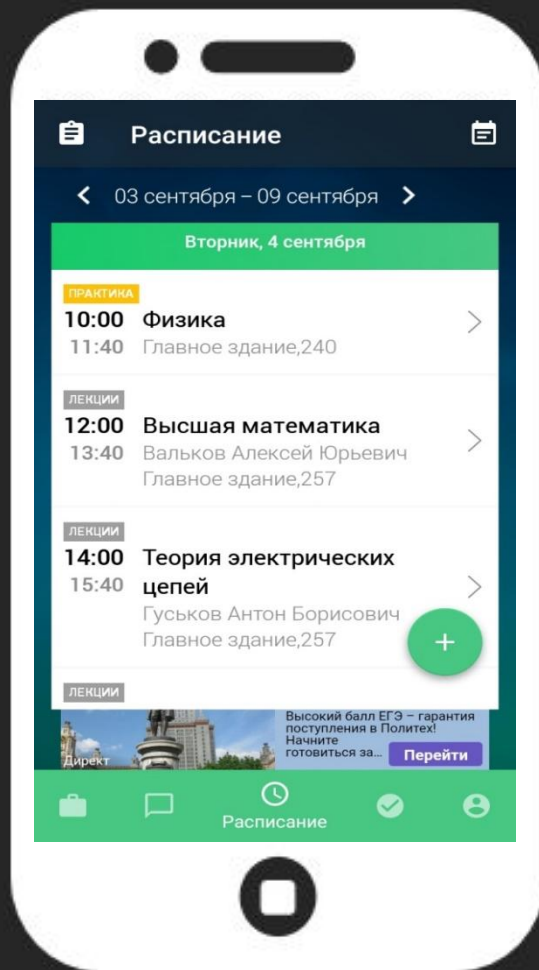 Расписание
03 сентября – 09 сентября
Вторник, 4 сентября
ПРАКТИКА
10:00 Физика
11:40 Главное здание,240
ЛЕКЦИИ
12:00 Высшая математика
13:40 Вальков Алексей Юрьевич
Главное здание,257
ЛЕКЦИИ
14:00 Теория электрических
15:40 цепей
Гуськов Антон Борисович
Главное здание,257
+
ЛЕКЦИИ
Высокий балл ЕГЭ – гарантия
поступления в Политех!
Начните
готовиться за...
Директ
Перейти
Расписание